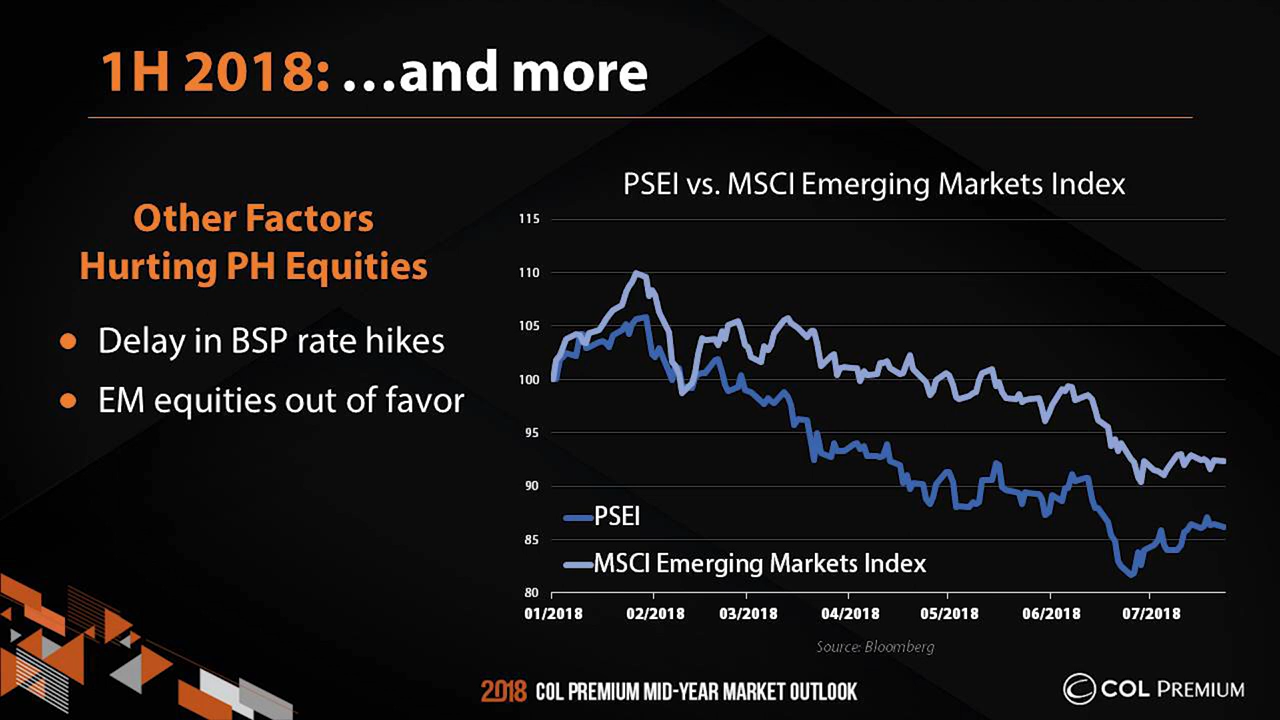 1H 2018: ...and more
Other Factors
Hurting PH Equities
• Delay in BSP rate hikes
• EM equities out of favor
PSEI vs. MSCI Emerging Markets Index
115
110
105
100
95
90
85
80
PSEI
MSCI Emerging Markets Index
01/2018 02/2018 03/2018 04/2018 05/2018 06/2018 07/2018
Source: Bloomberg
2018 COL PREMIUM MID-YEAR MARKET OUTLOOK
COL PREMIUM